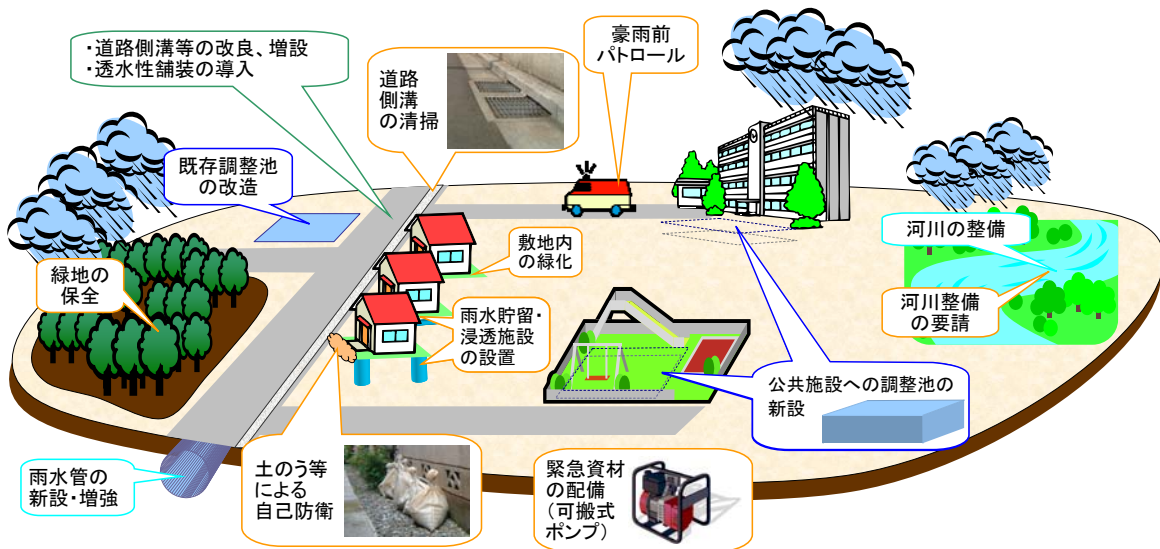 ・道路側溝等の改良、増設
・透水性舗装の導入
道路
側溝
の清掃
豪雨前
パトロール
既存調整池
の改造
敷地内
の緑化
河川の整備
河川整備
の要請
緑地の
保全
雨水貯留・
浸透施設
の設置
公共施設への調整池の
新設
雨水管の
新設・増強
土のう等
による
自己防衛
緊急資材
の配備
(可搬式
ポンプ)